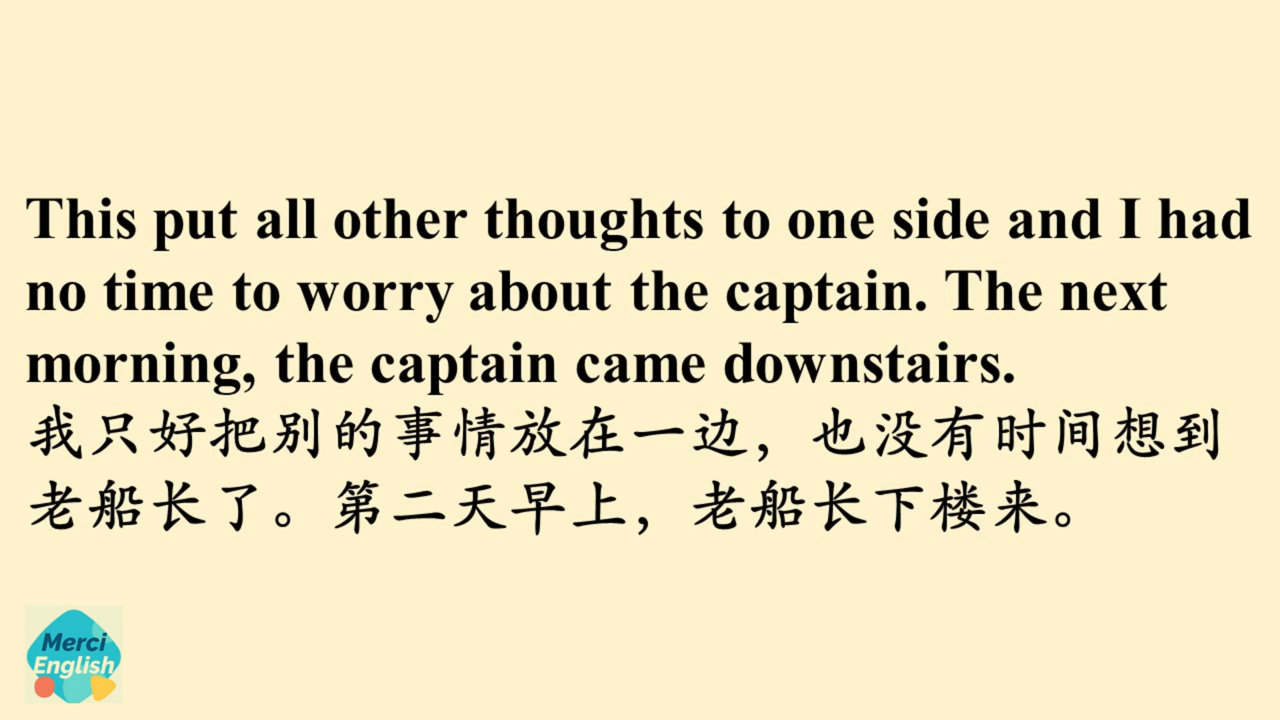 This put all other thoughts to one side and I had
no time to worry about the captain. The next
morning, the captain came downstairs.
我只好把别的事情放在一边，也没有时间想到
老船长了。第二天早上，老船长下楼来。
Merci
English